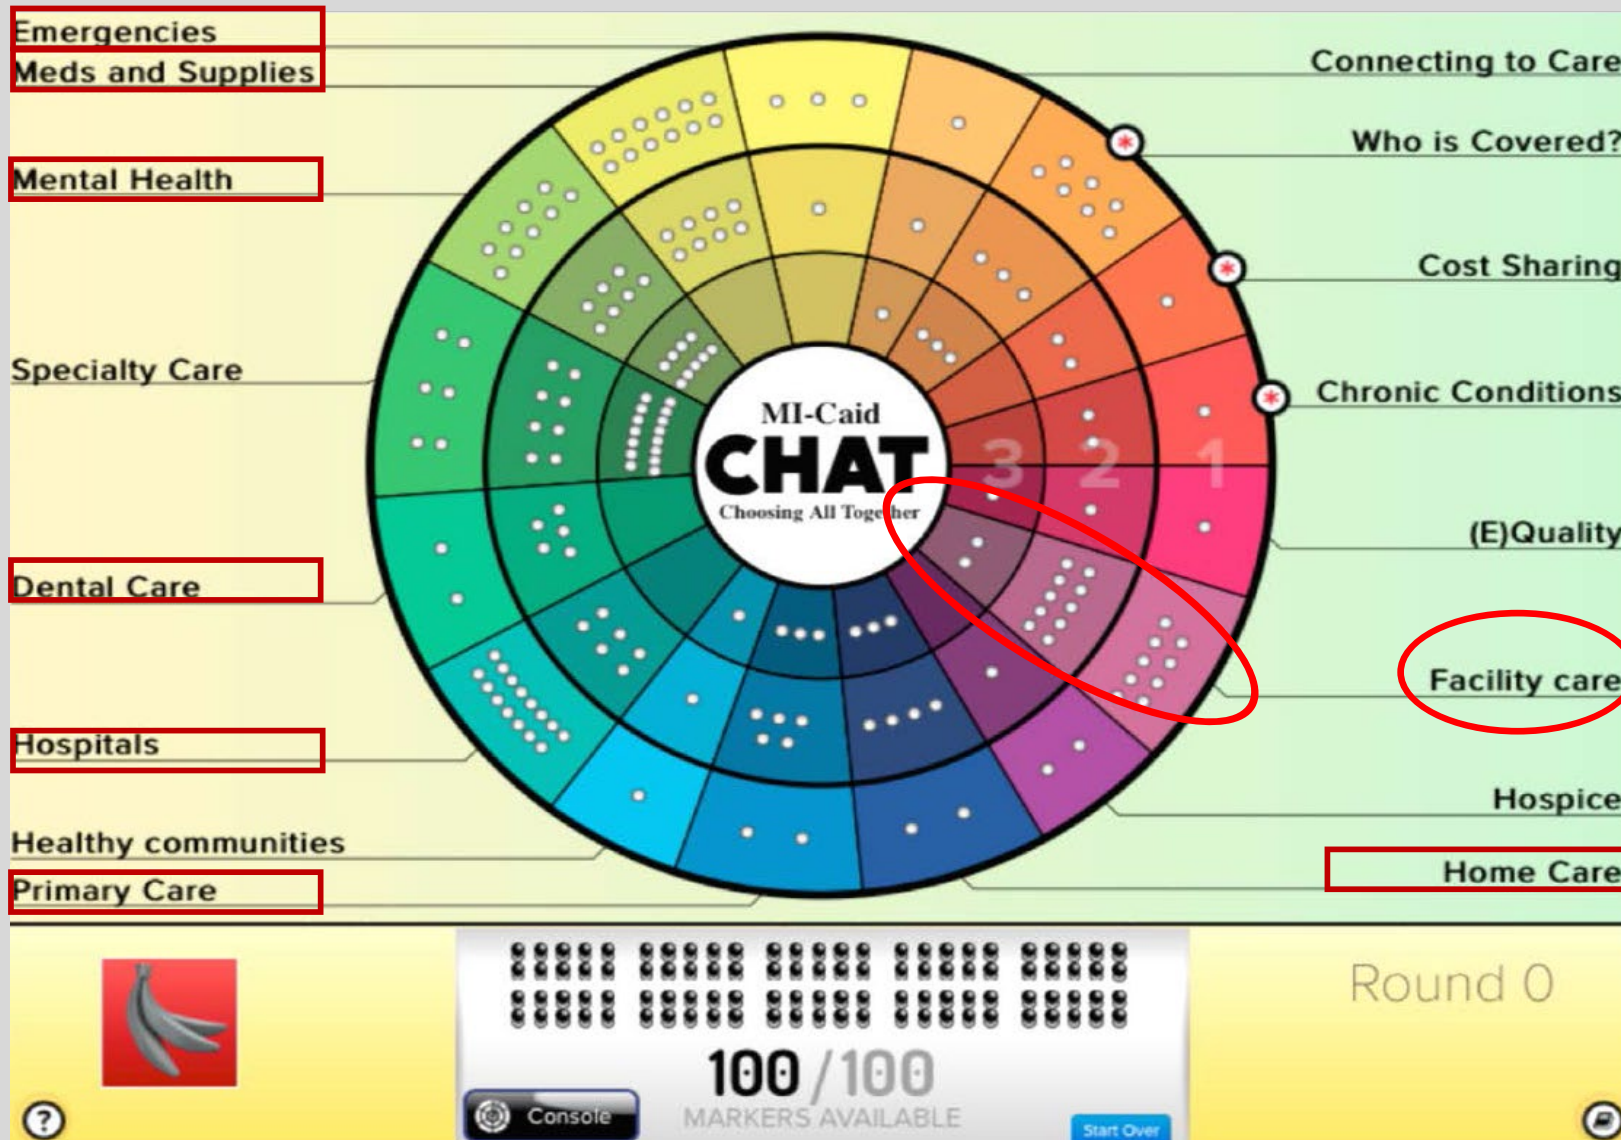 Emergencies
Meds and Supplies
Mental Health
Specialty Care
Dental Care
Hospitals
Healthy communities
Primary Care
Connecting to Care
Who is Covered?
Cost Sharing
Chronic Conditions
(E)Quality
Facility care
Hospice
Home Care
MI-Caid
CHAT
Choosing All Together
3 2 1
100/100
MARKERS AVAILABLE
Console
Start Over
Round 0
?